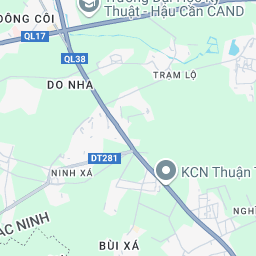 Trường Đại Học Kỹ
Thuật - Hậu Cần CAND
ĐÔNG CÔI
QL17
QL38
TRẠM LỘ
DO NHA
DT281
NINH XÁ
KCN Thuận T
NGHĨ
ẮC NINH
BÙI XÁ